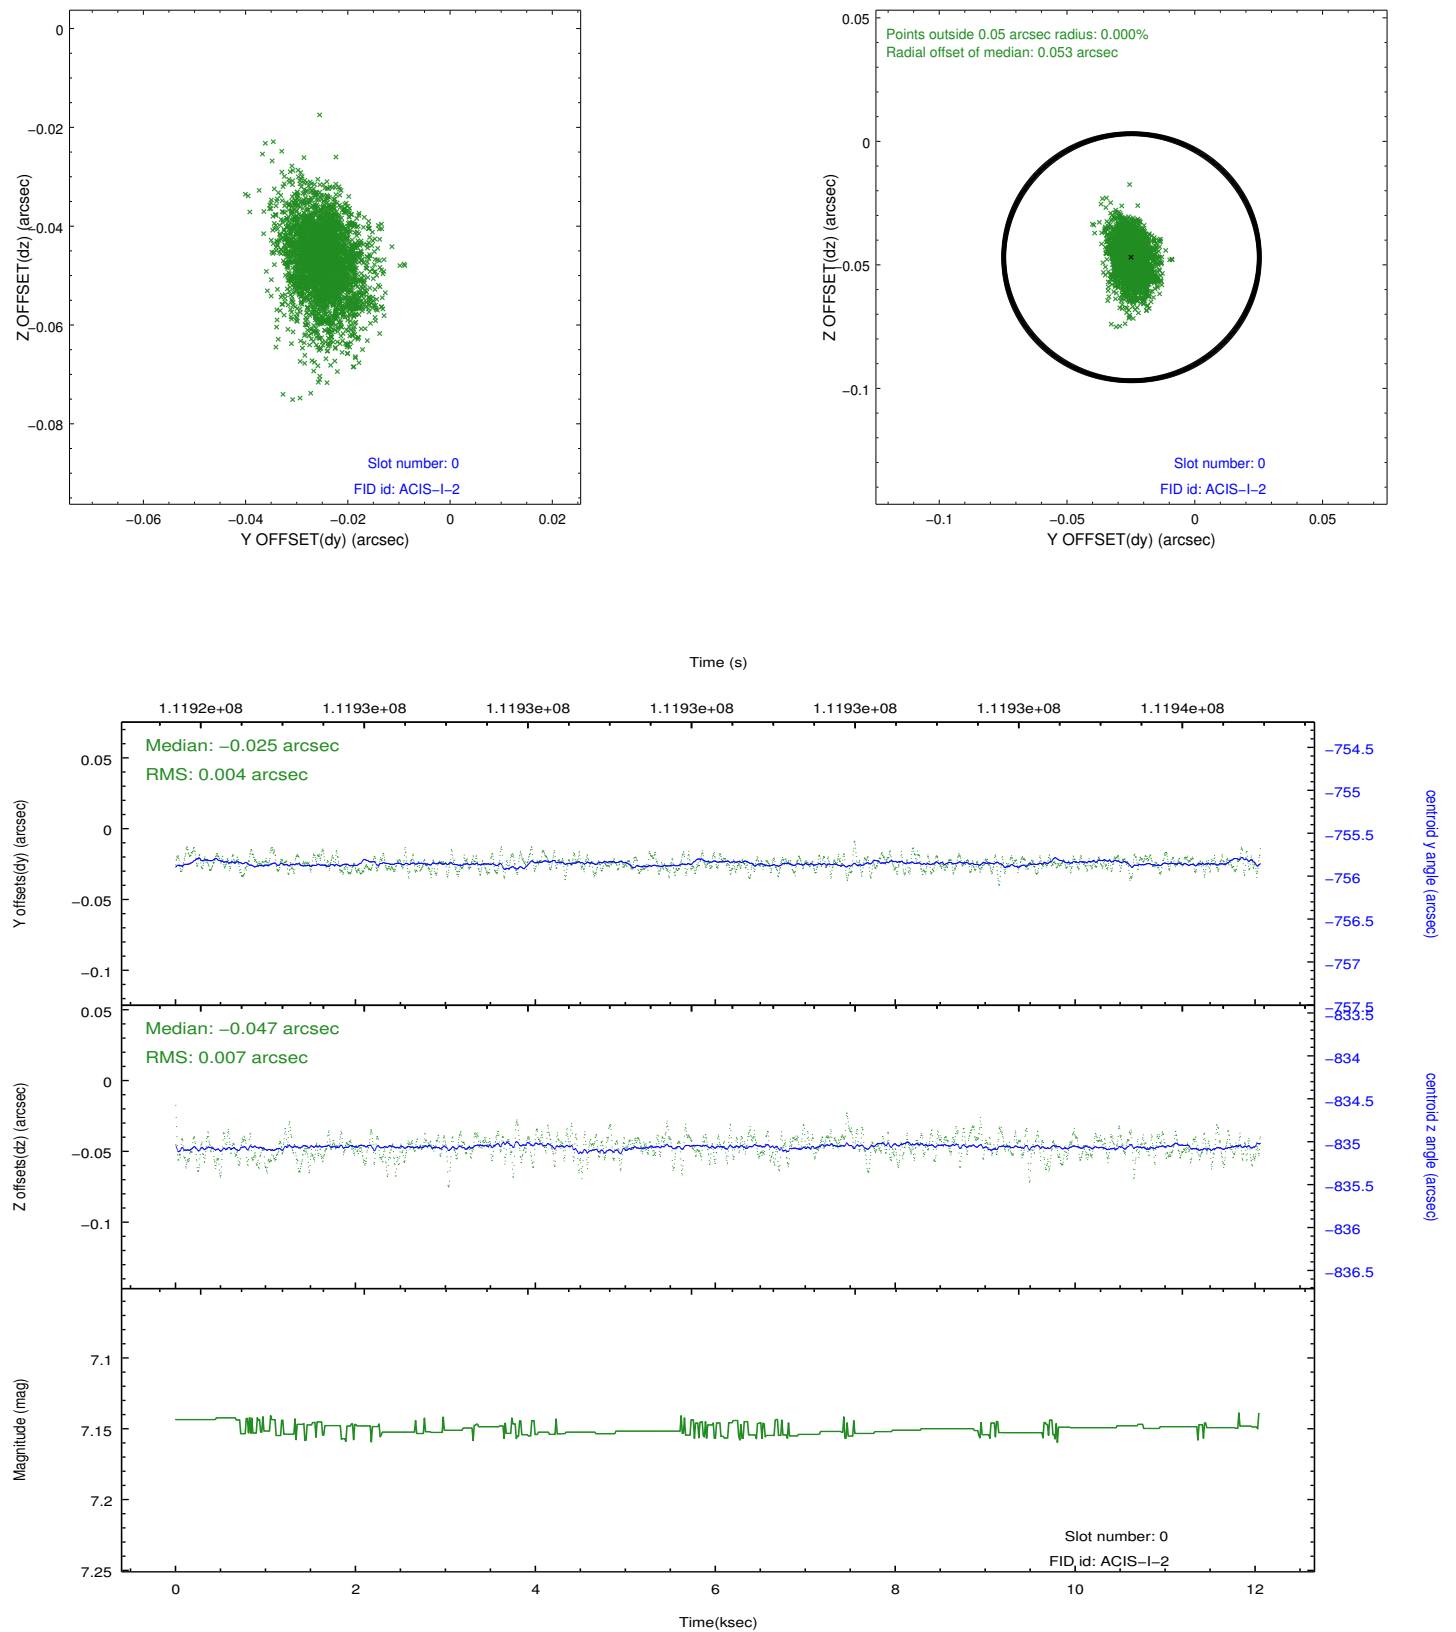 0
−0.02
−0.04
−0.06
−0.08
Z OFFSET(dz) (arcsec)
Slot number: 0
FID id: ACIS−I−2
−0.06 −0.04 −0.02 0 0.02
Y OFFSET(dy) (arcsec)
0.05
0
−0.05
−0.1
Z OFFSET(dz) (arcsec)
Points outside 0.05 arcsec radius: 0.000%
Radial offset of median: 0.053 arcsec
Slot number: 0
FID id: ACIS−I−2
−0.1 −0.05 0 0.05
Y OFFSET(dy) (arcsec)
Time (s)
1.1192e+08 1.1193e+08 1.1193e+08 1.1193e+08 1.1193e+08 1.1193e+08 1.1194e+08
Median: −0.025 arcsec
RMS: 0.004 arcsec
0.05
0
−0.05
−0.1
Y offsets(dy) (arcsec)
−754.5
−755
−755.5
−756
−756.5
−757
−757.5
centroid y angle (arcsec)
Median: −0.047 arcsec
RMS: 0.007 arcsec
0.05
0
−0.05
−0.1
Z offsets(dz) (arcsec)
−833.5
−834
−834.5
−835
−835.5
−836
−836.5
centroid z angle (arcsec)
7.1
7.15
7.2
7.25
Magnitude (mag)
Slot number: 0
FID id: ACIS−I−2
0 2 4 6 8 10 12
Time(ksec)